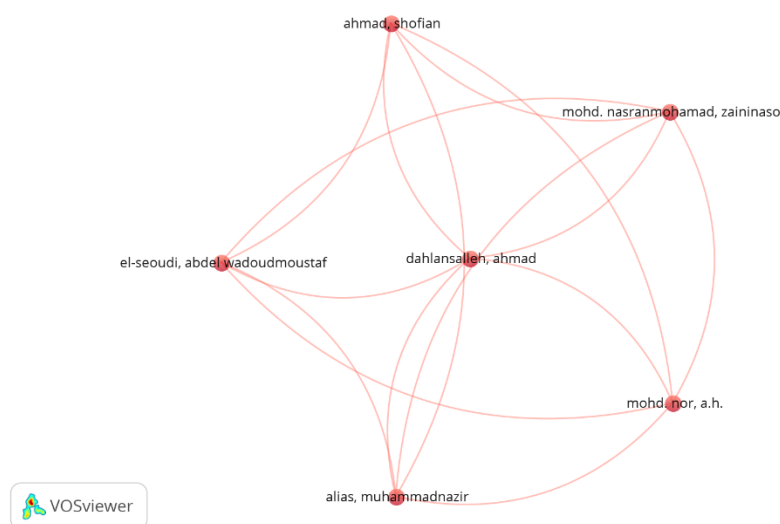 ahmad, shofian
mohd. nasranmohamad, zaininaso
el-seoudi, abdel wadoudmoustaf
dahlansalleh, ahmad
mohd. nor, a.h.
alias, muhammadnazir
VOSviewer